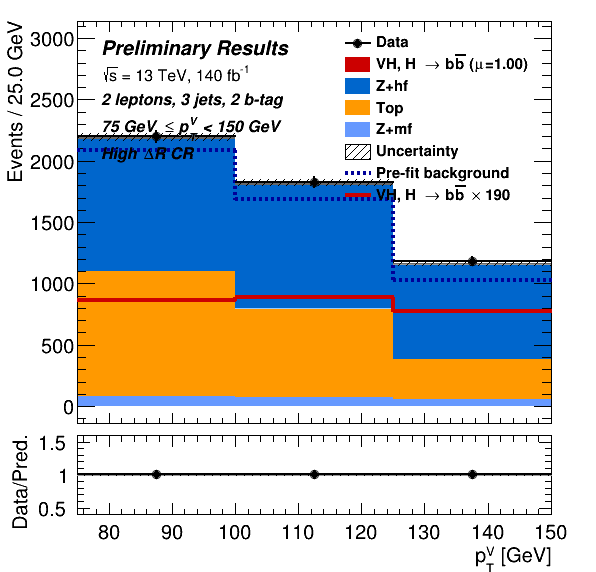 Events / 25.0 GeV
3000
2500
2000
1500
1000
500
0
Preliminary Results
√s = 13 TeV, 140 fb⁻¹
2 leptons, 3 jets, 2 b-tag
75 GeV ≤ p_T^V < 150 GeV
High ΔR CR
Data
VH, H → bb̅ (μ=1.00)
Z+hf
Top
Z+mf
Uncertainty
Pre-fit background
VH, H → bb̅ × 190
Data/Pred.
1.5
1
0.5
80 90 100 110 120 130 140 150
p_T^V [GeV]